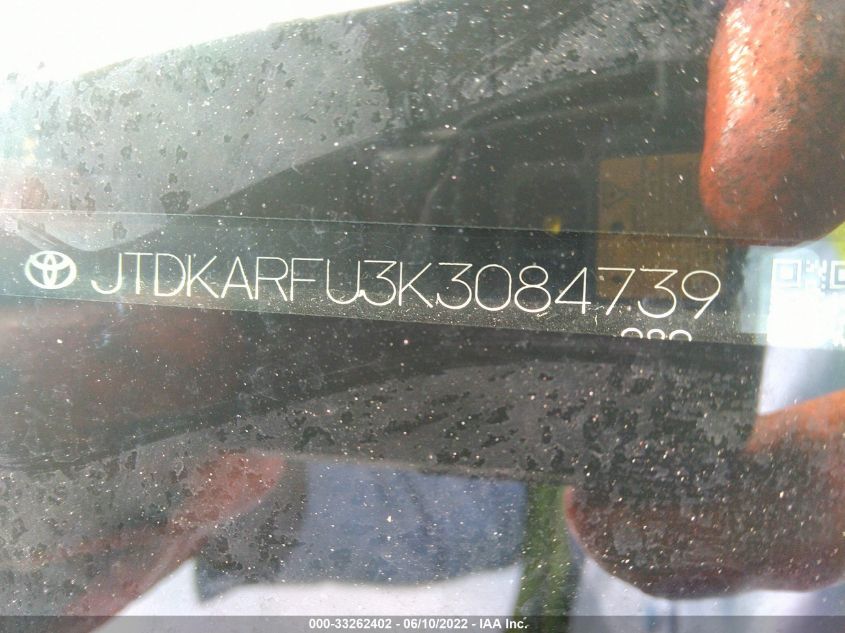 JTDKARFU3K3084739
000-33262402 - 06/10/2022 - IAA Inc.